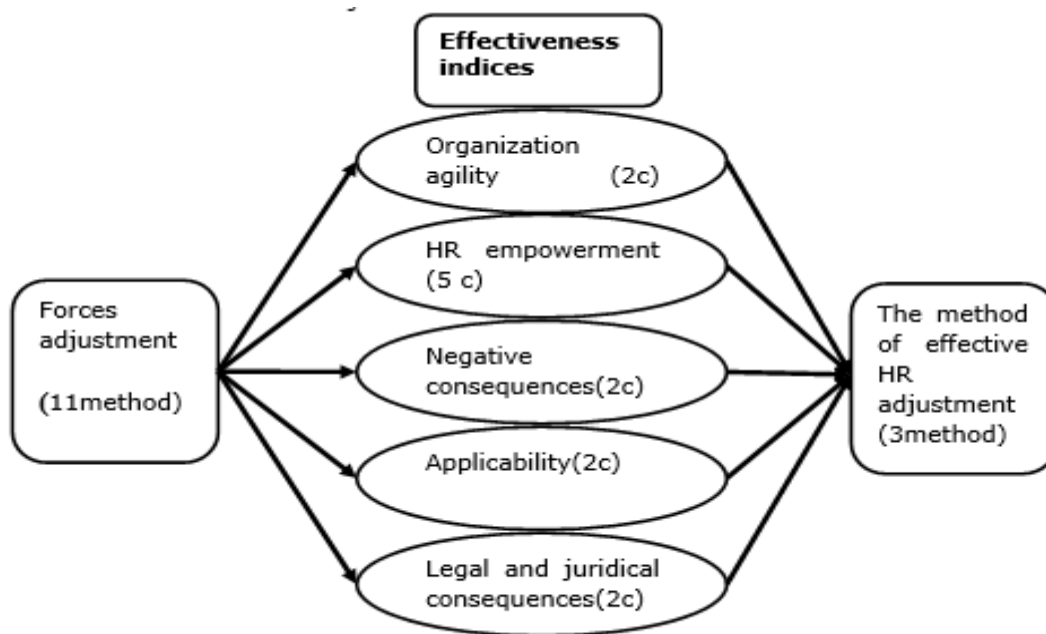 Effectiveness
indices
Organization
agility (2c)
HR empowerment
(5 c)
Negative
consequences(2c)
Applicability(2c)
Legal and juridical
consequences(2c)
Forces
adjustment
(11method)
The method
of effective
HR
adjustment
(3method)